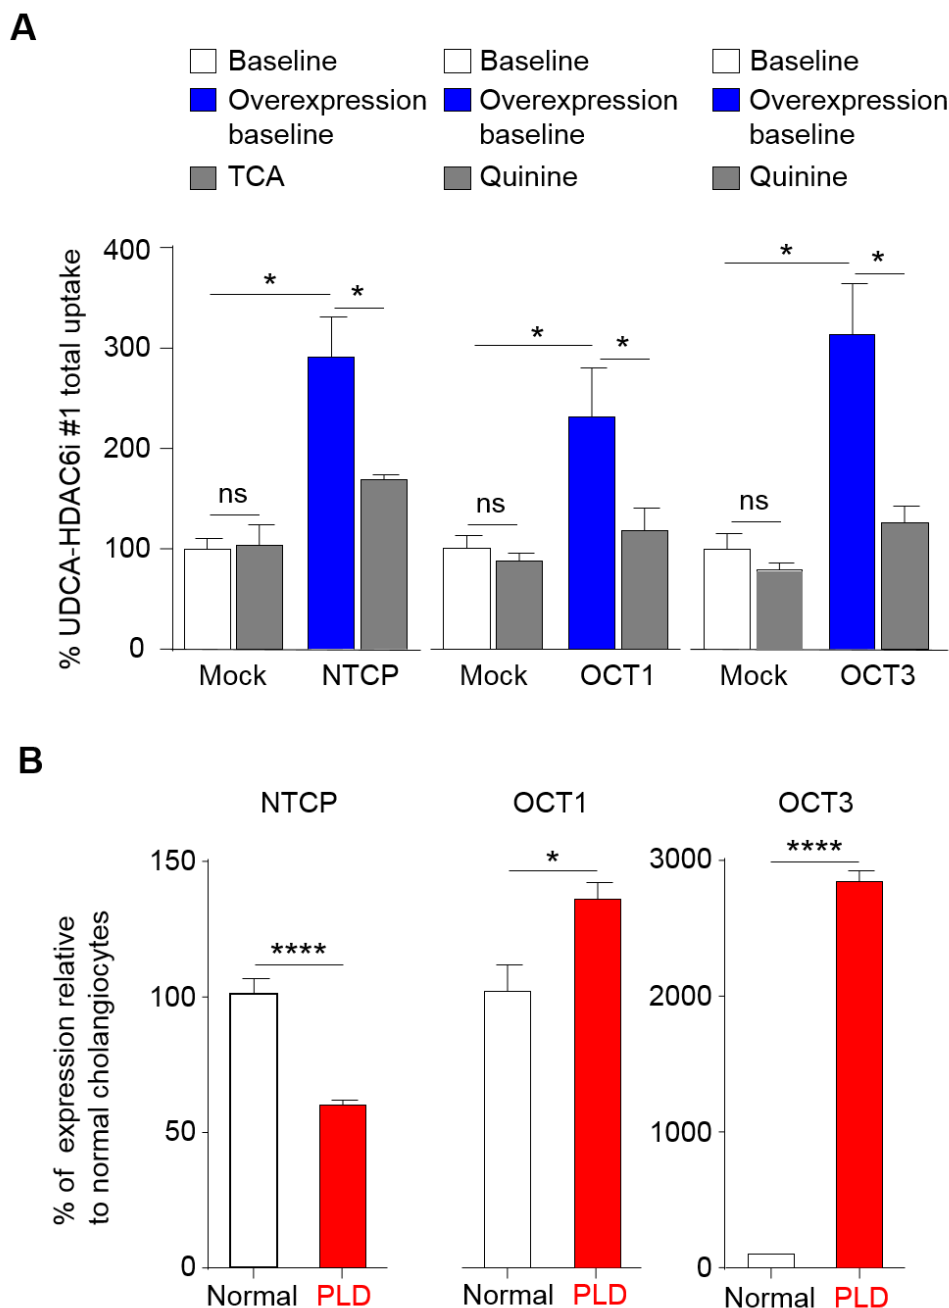 A
Baseline
Overexpression
baseline
TCA
Baseline
Overexpression
baseline
Quinine
Baseline
Overexpression
baseline
Quinine
% UDCA-HDAC6i #1 total uptake
400
300
200
100
0
ns
*
*
ns
*
*
ns
*
*
Mock
NTCP
Mock
OCT1
Mock
OCT3
B
% of expression relative
to normal cholangiocytes
NTCP
150
100
50
0
****
Normal
PLD
OCT1
*
Normal
PLD
OCT3
3000
2000
1000
0
****
Normal
PLD